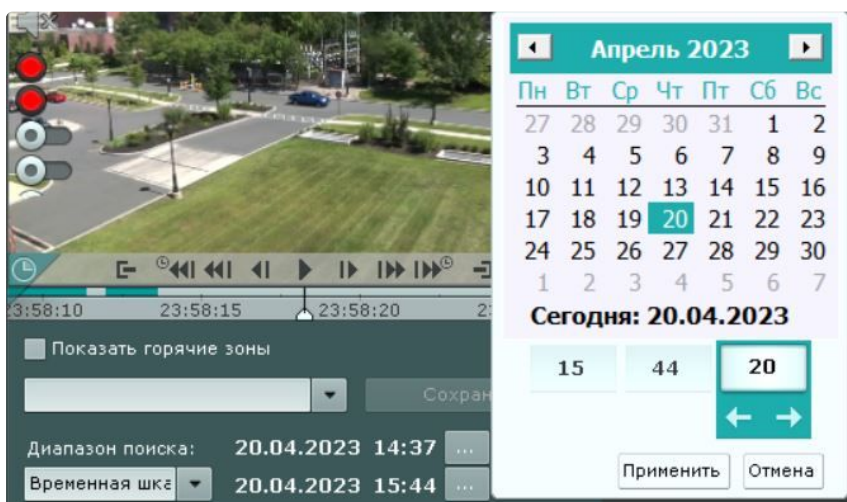 Апрель 2023
Пн Вт Ср Чт Пт Сб Вс
27 28 29 30 31 1 2
3 4 5 6 7 8 9
10 11 12 13 14 15 16
17 18 19 20 21 22 23
24 25 26 27 28 29 30
1 2 3 4 5 6 7
Сегодня: 20.04.2023
15 44 20
Применить Отмена
3:58:10 23:58:15 23:58:20 2
Показать горячие зоны
Сохран
Диапазон поиска: 20.04.2023 14:37 ...
Временная шка 20.04.2023 15:44 ...